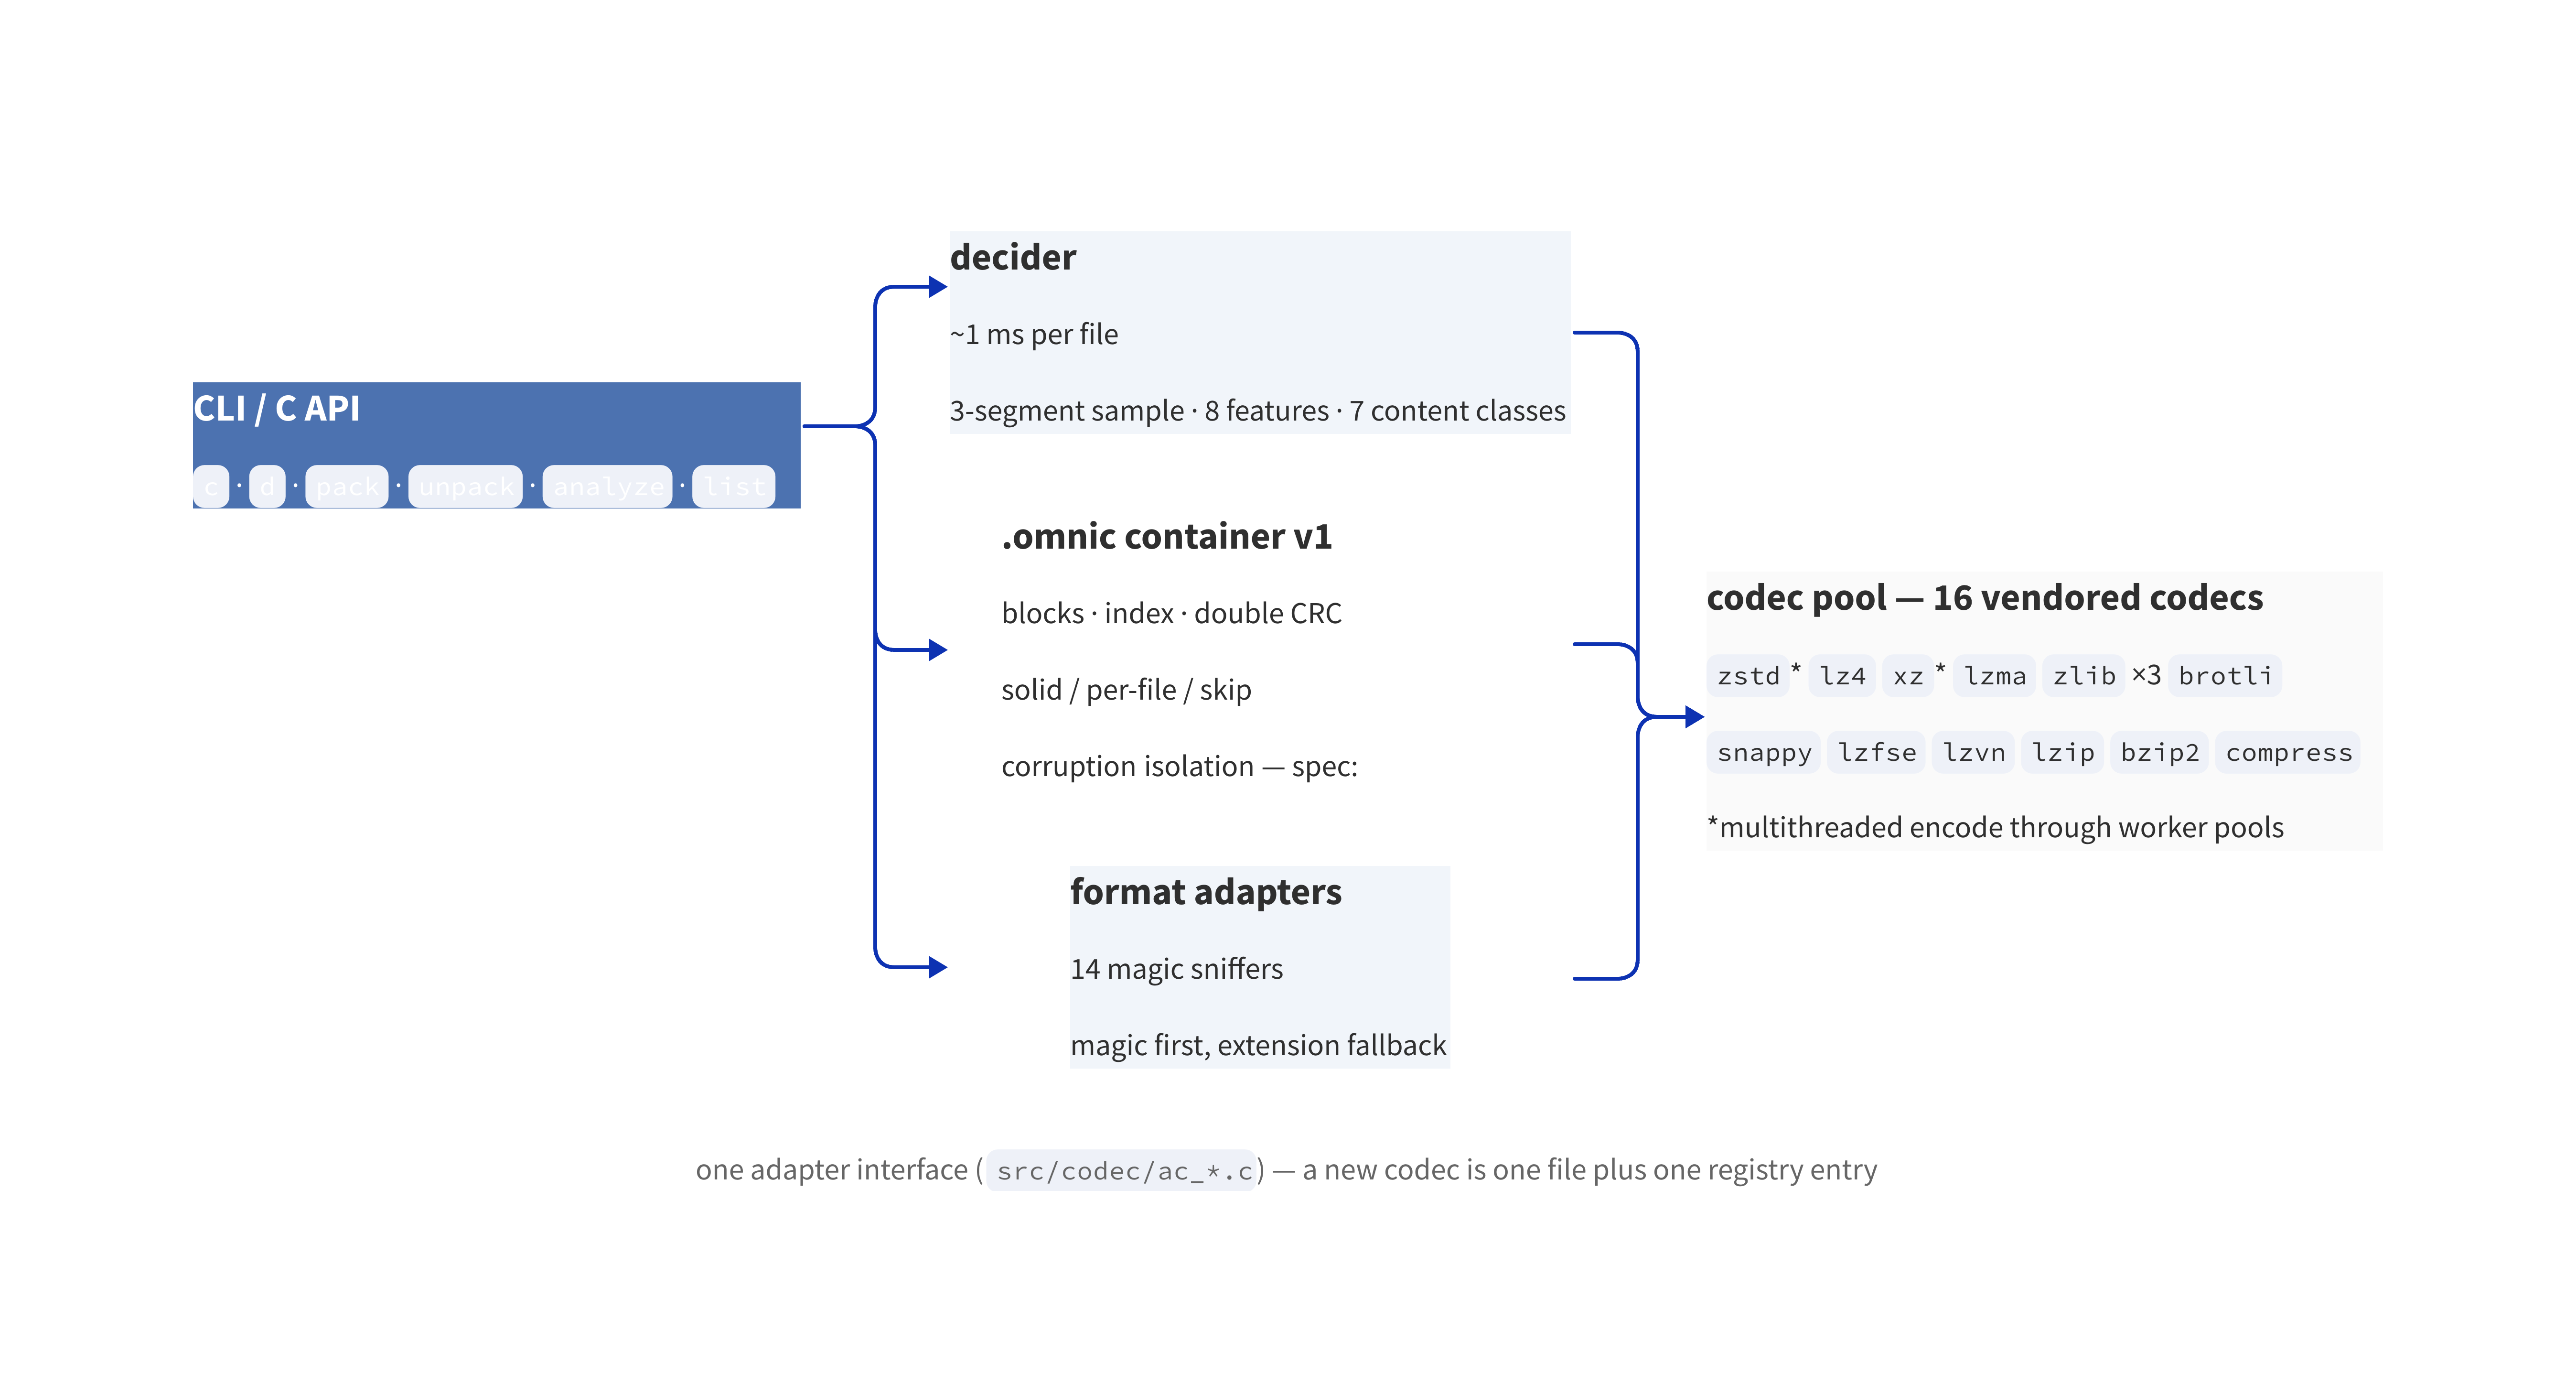 CLI / C API
c · d · pack · unpack · analyze · list
decider
~1 ms per file
3-segment sample · 8 features · 7 content classes
.omnic container v1
blocks · index · double CRC
solid / per-file / skip
corruption isolation — spec:
format adapters
14 magic sniffers
magic first, extension fallback
codec pool — 16 vendored codecs
zstd* lz4 xz* lzma zlib ×3 brotli
snappy lzfse lzvn lzip bzip2 compress
*multithreaded encode through worker pools
one adapter interface (src/codec/ac_*.c) — a new codec is one file plus one registry entry